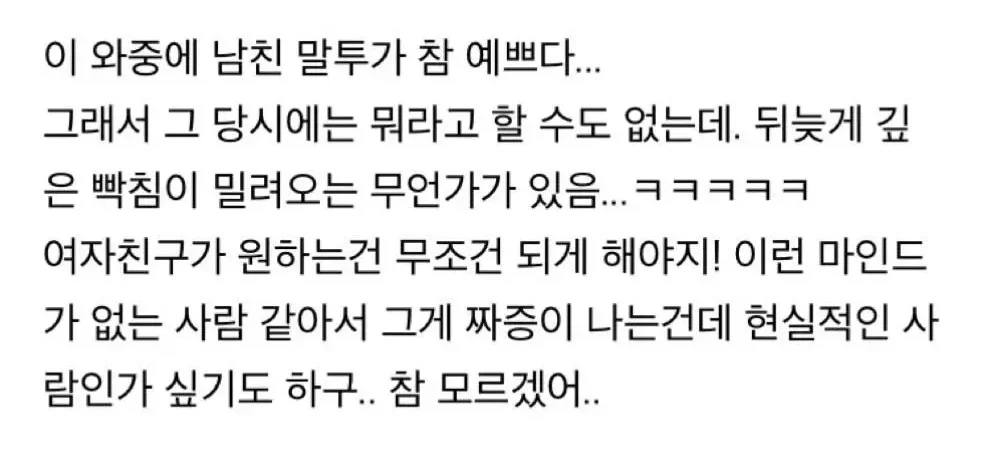 이 와중에 남친 말투가 참 예쁘다...
그래서 그 당시에는 뭐라고 할 수도 없는데. 뒤늦게 깊
은 빡침이 밀려오는 무언가가 있음...ㅋㅋㅋㅋㅋ
여자친구가 원하는건 무조건 되게 해야지! 이런 마인드
가 없는 사람 같아서 그게 짜증이 나는건데 현실적인 사
람인가 싶기도 하구.. 참 모르겠어..